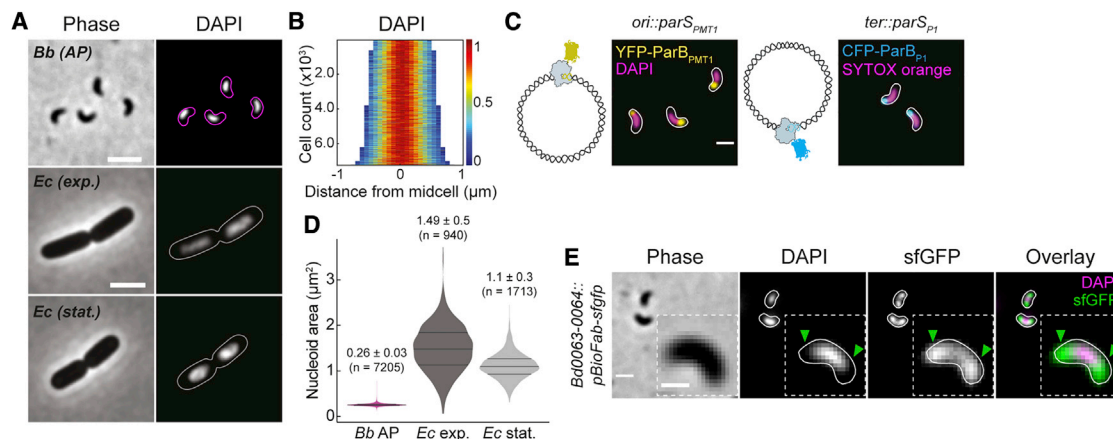 A
Phase
DAPI
Bb (AP)
Ec (exp.)
Ec (stat.)
B
DAPI
Cell count (x10³)
2.0
4.0
6.0
1
0.5
0
-1
0
1
Distance from midcell (µm)
C
ori::parS PMT1
YFP-ParB PMT1
DAPI
ter::parS P1
CFP-ParB P1
SYTOX orange
D
Nucleoid area (µm²)
3
2
1
0
0.26 ± 0.03
(n = 7205)
1.49 ± 0.5
(n = 940)
1.1 ± 0.3
(n = 1713)
Bb AP
Ec exp.
Ec stat.
E
Phase
DAPI
sfGFP
Overlay
Bd0063-0064::
pBioFab-sfgfp
DAP
sfGFP